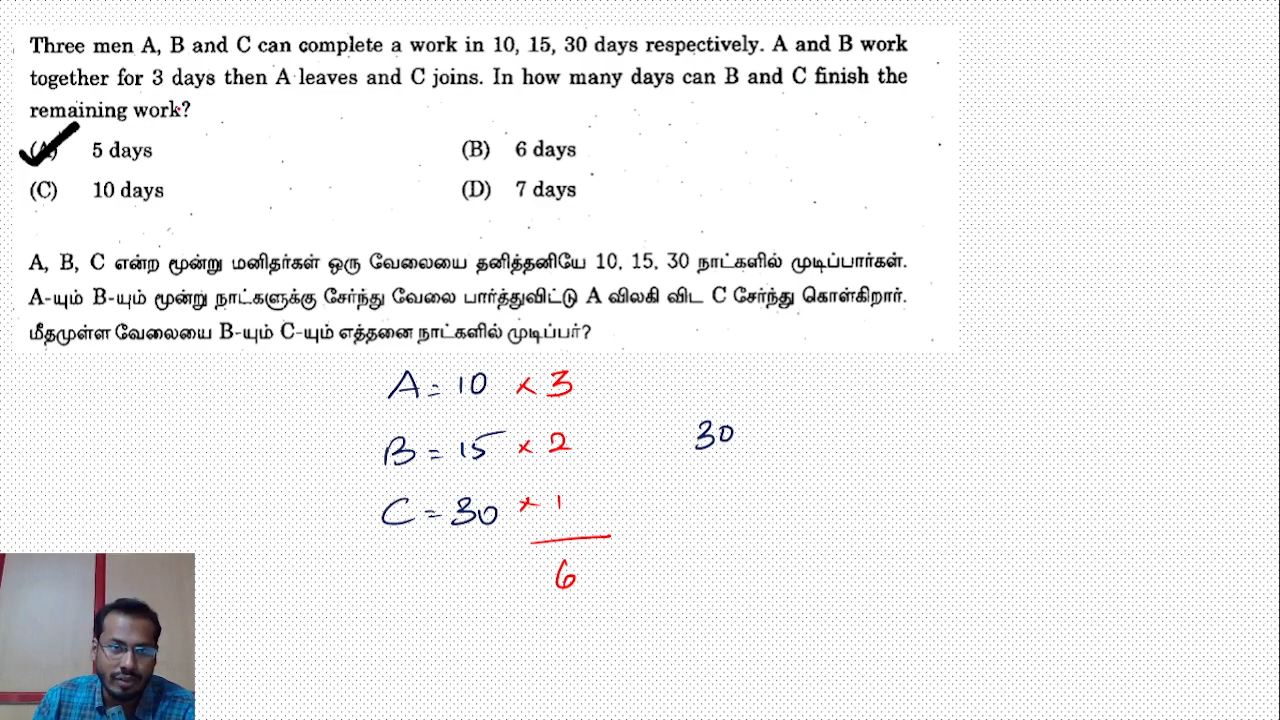 Three men A, B and C can complete a work in 10, 15, 30 days respectively. A and B work
together for 3 days then A leaves and C joins. In how many days can B and C finish the
remaining work?
(A) 5 days (B) 6 days
(C) 10 days (D) 7 days
A, B, C என்ற மூன்று மனிதர்கள் ஒரு வேலையை தனித்தனியே 10, 15, 30 நாட்களில் முடிப்பார்கள்.
A-யும் B-யும் மூன்று நாட்களுக்கு சேர்ந்து வேலை பார்த்துவிட்டு A விலகி விட C சேர்ந்து கொள்கிறார்.
மீதமுள்ள வேலையை B-யும் C-யும் எத்தனை நாட்களில் முடிப்பர்?
A = 10 × 3
B = 15 × 2 30
C = 30 × 1
6